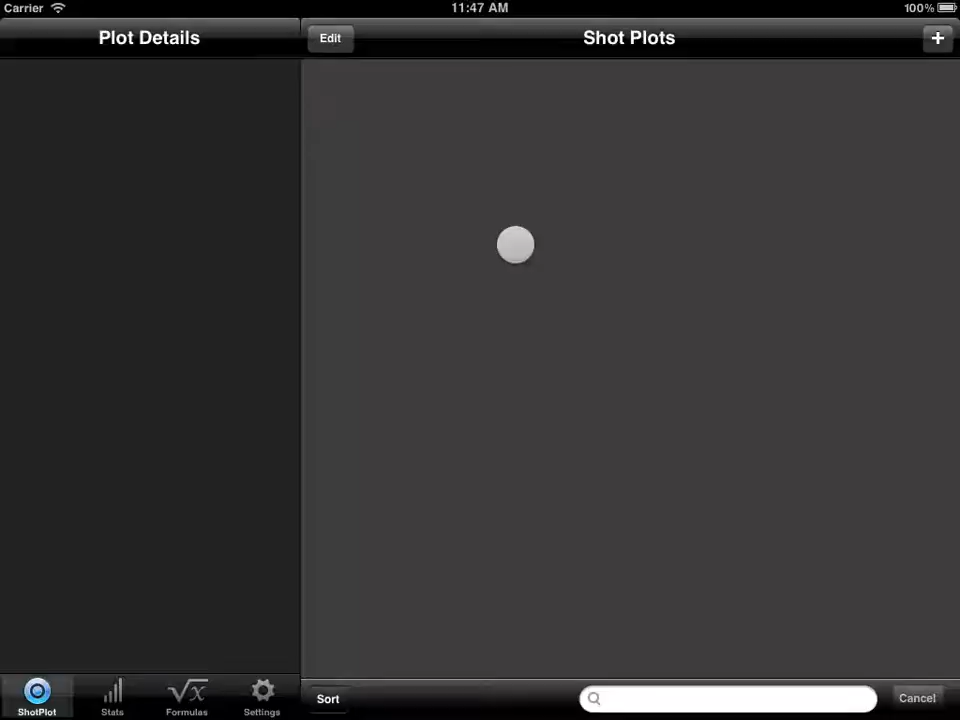 Carrier 11:47 AM 100%
Plot Details Edit Shot Plots +
ShotPlot Stats √x Formulas Settings
Sort Cancel